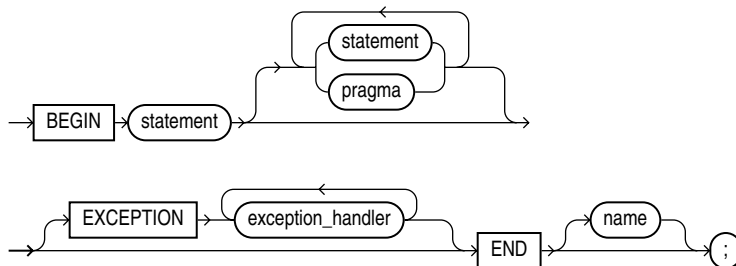 statement
pragma
BEGIN statement
EXCEPTION exception_handler name
END ;